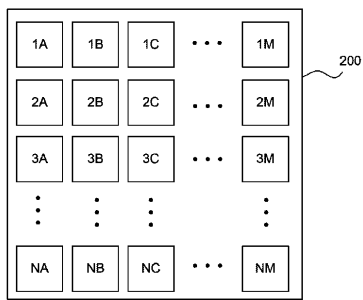 1A 1B 1C • • • 1M
200
2A 2B 2C • • • 2M
3A 3B 3C • • • 3M
NA NB NC • • • NM